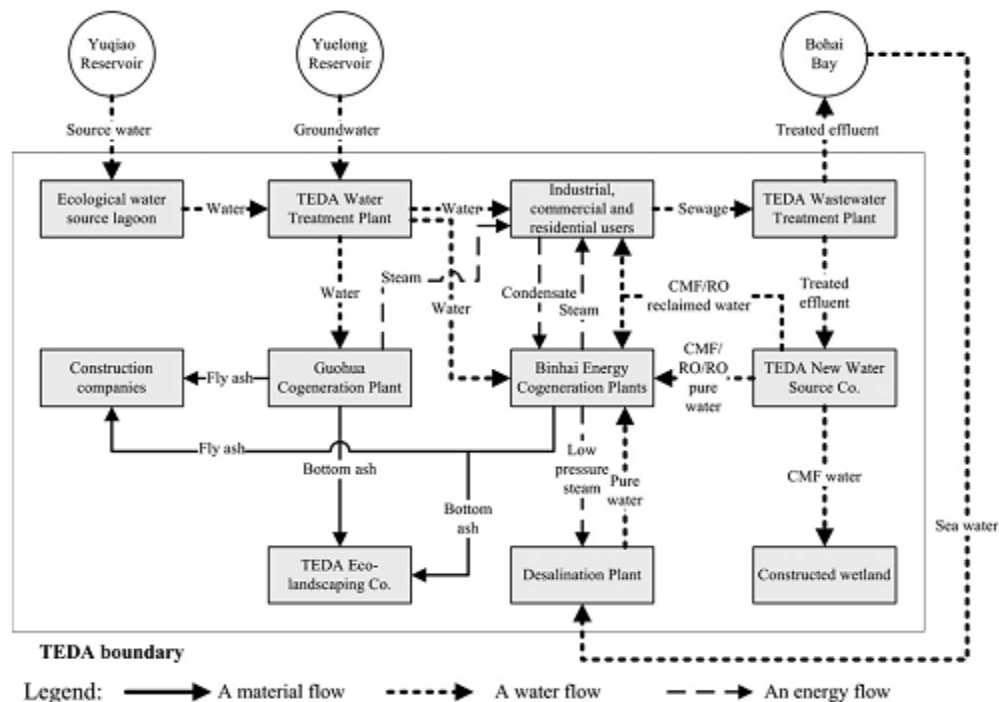 Yuqiao
Reservoir
Yuelong
Reservoir
Bohai
Bay
Source water
Groundwater
Treated effluent
Ecological water
source lagoon
Water
TEDA Water
Treatment Plant
Water
Industrial,
commercial and
residential users
Sewage
TEDA Wastewater
Treatment Plant
Steam
Water
Water
Condensate
Steam
CMF/RO
reclaimed water
Treated
effluent
Construction
companies
Fly ash
Guohua
Cogeneration Plant
Binhai Energy
Cogeneration Plants
CMF/
RO/RO
pure
water
TEDA New Water
Source Co.
Fly ash
Bottom ash
Low
pressure
steam
Pure
water
CMF water
Bottom
ash
Sea water
TEDA Eco-
landscaping Co.
Desalination Plant
Constructed wetland
TEDA boundary
Legend:
A material flow
A water flow
An energy flow